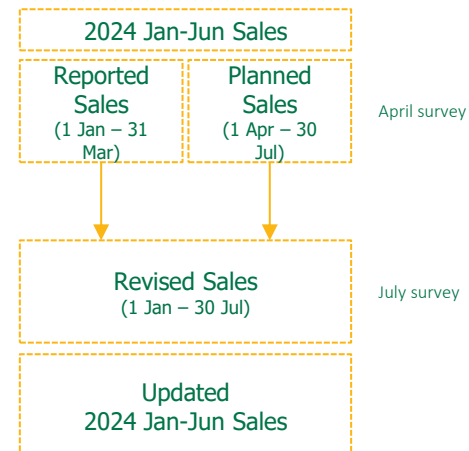 2024 Jan-Jun Sales
Reported
Sales
(1 Jan – 31
Mar)
Planned
Sales
(1 Apr – 30
Jul)
April survey
Revised Sales
(1 Jan – 30 Jul)
July survey
Updated
2024 Jan-Jun Sales